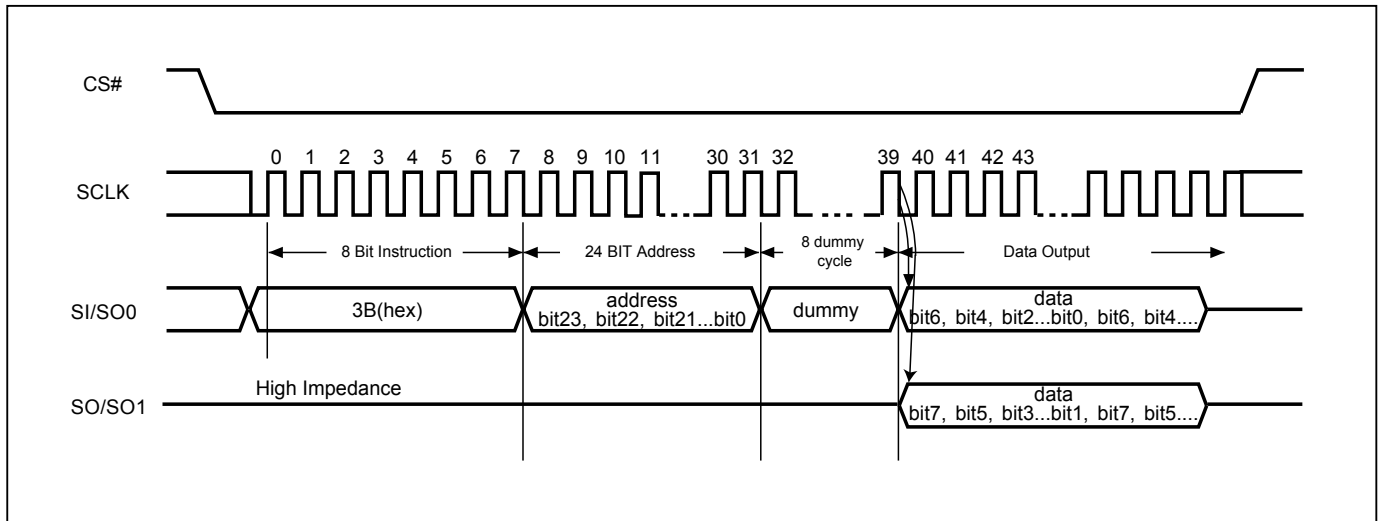 CS#
0 1 2 3 4 5 6 7 8 9 10 11 30 31 32 39 40 41 42 43
SCLK
8 Bit Instruction 24 BIT Address 8 dummy cycle Data Output
SI/SO0
3B(hex)
address
bit23, bit22, bit21...bit0
dummy
data
bit6, bit4, bit2...bit0, bit6, bit4....
High Impedance
SO/SO1
data
bit7, bit5, bit3...bit1, bit7, bit5....